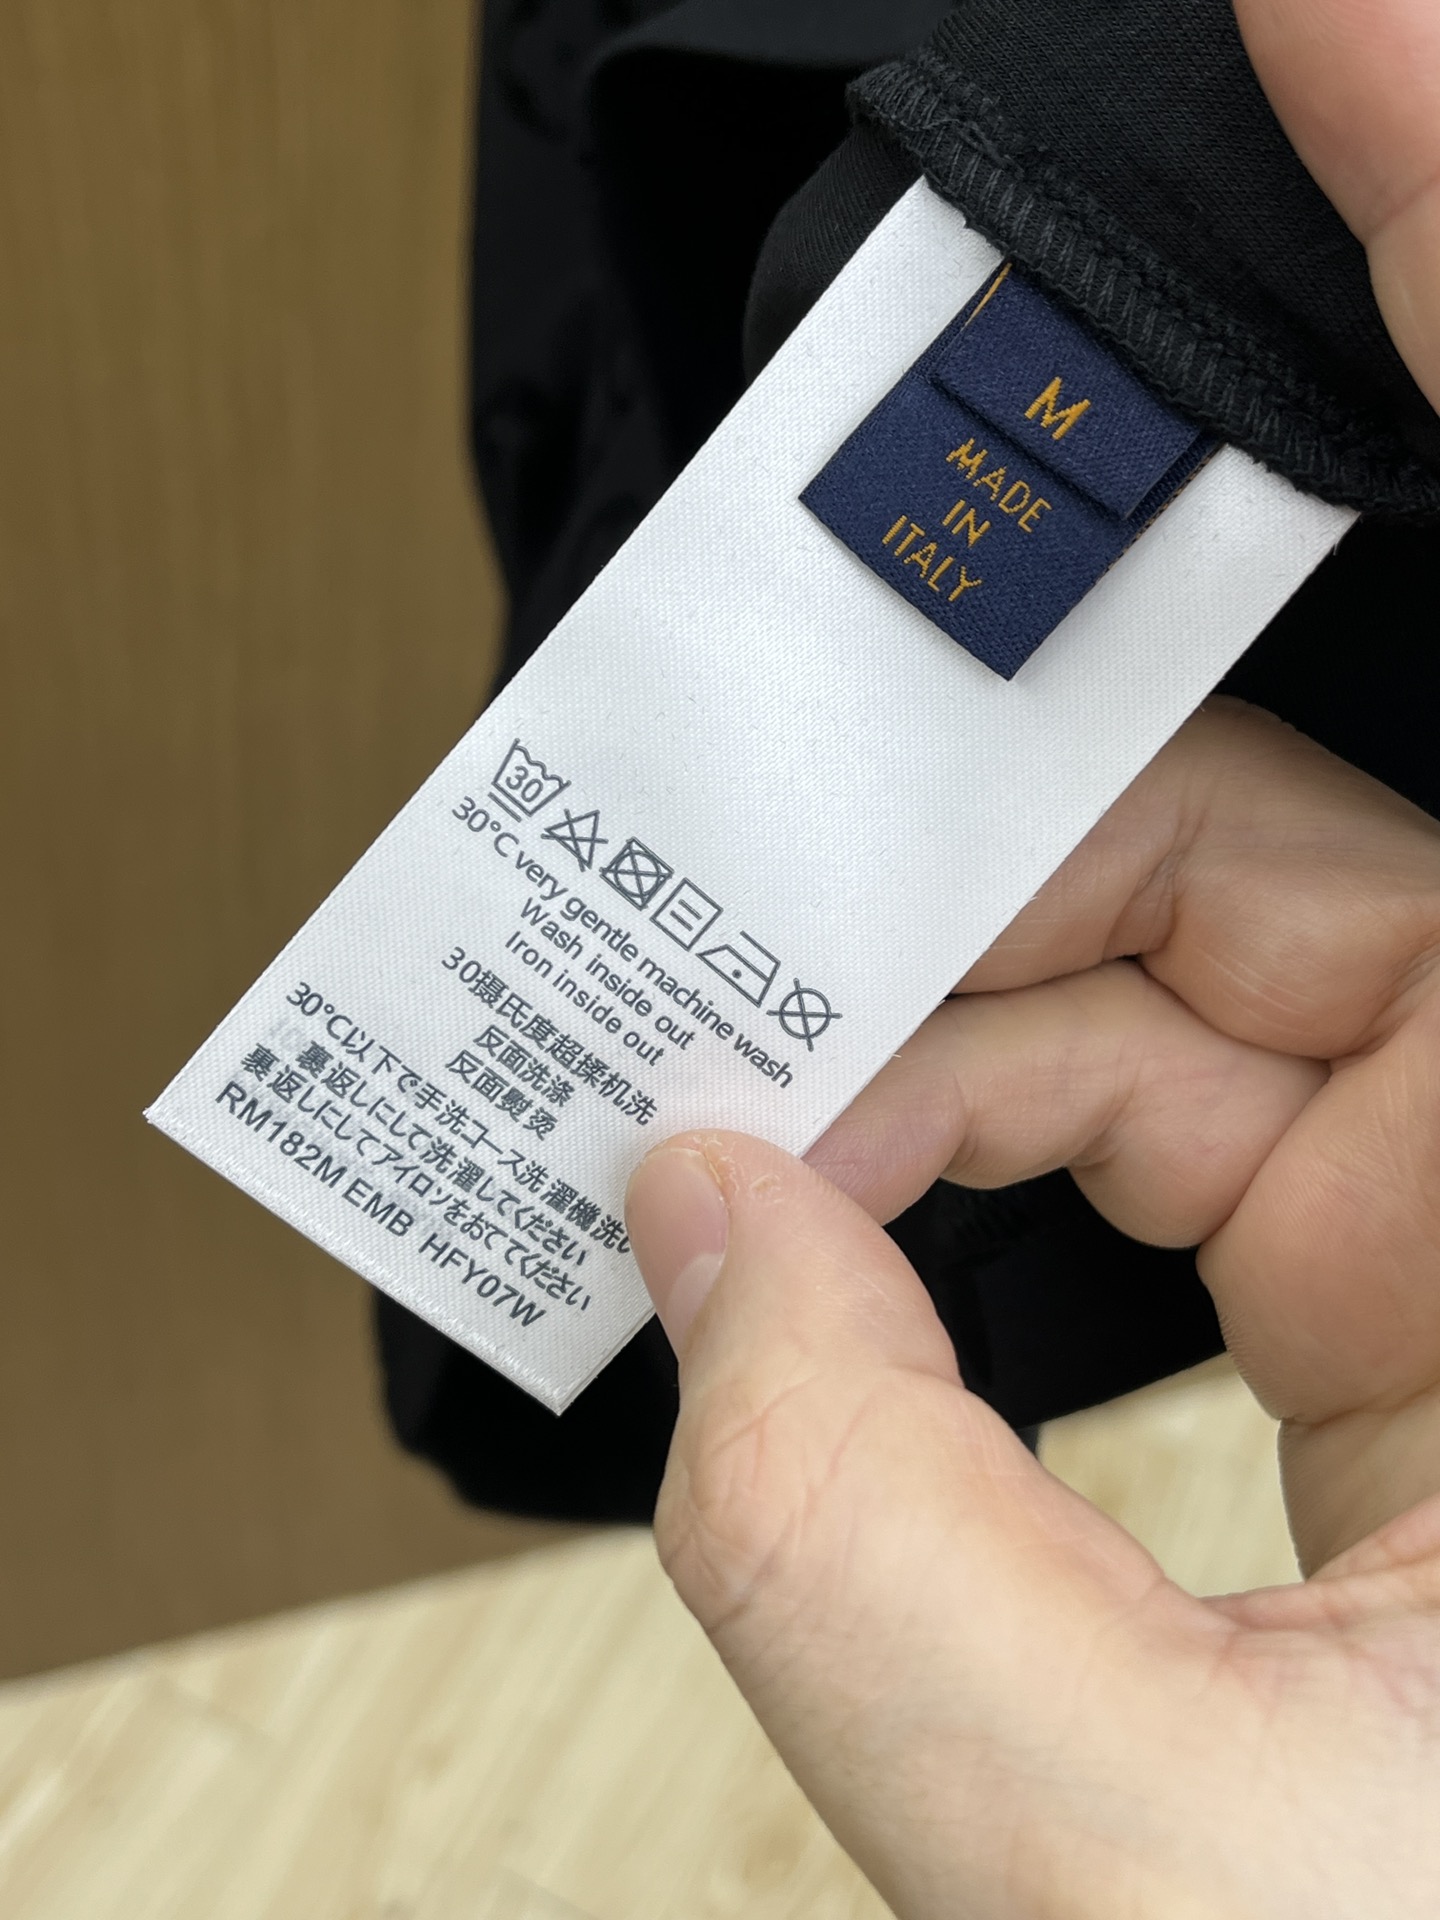 M
MADE
IN
ITALY
30
30°C very gentle machine wash
Wash inside out
Iron inside out
30摄氏度超揉机洗
反面洗涤
反面熨烫
30°C以下で手洗コース洗濯機洗い
裏返しにして洗濯してください
裏返しにしてアイロンをおててください
RM182M EMB HFY07W